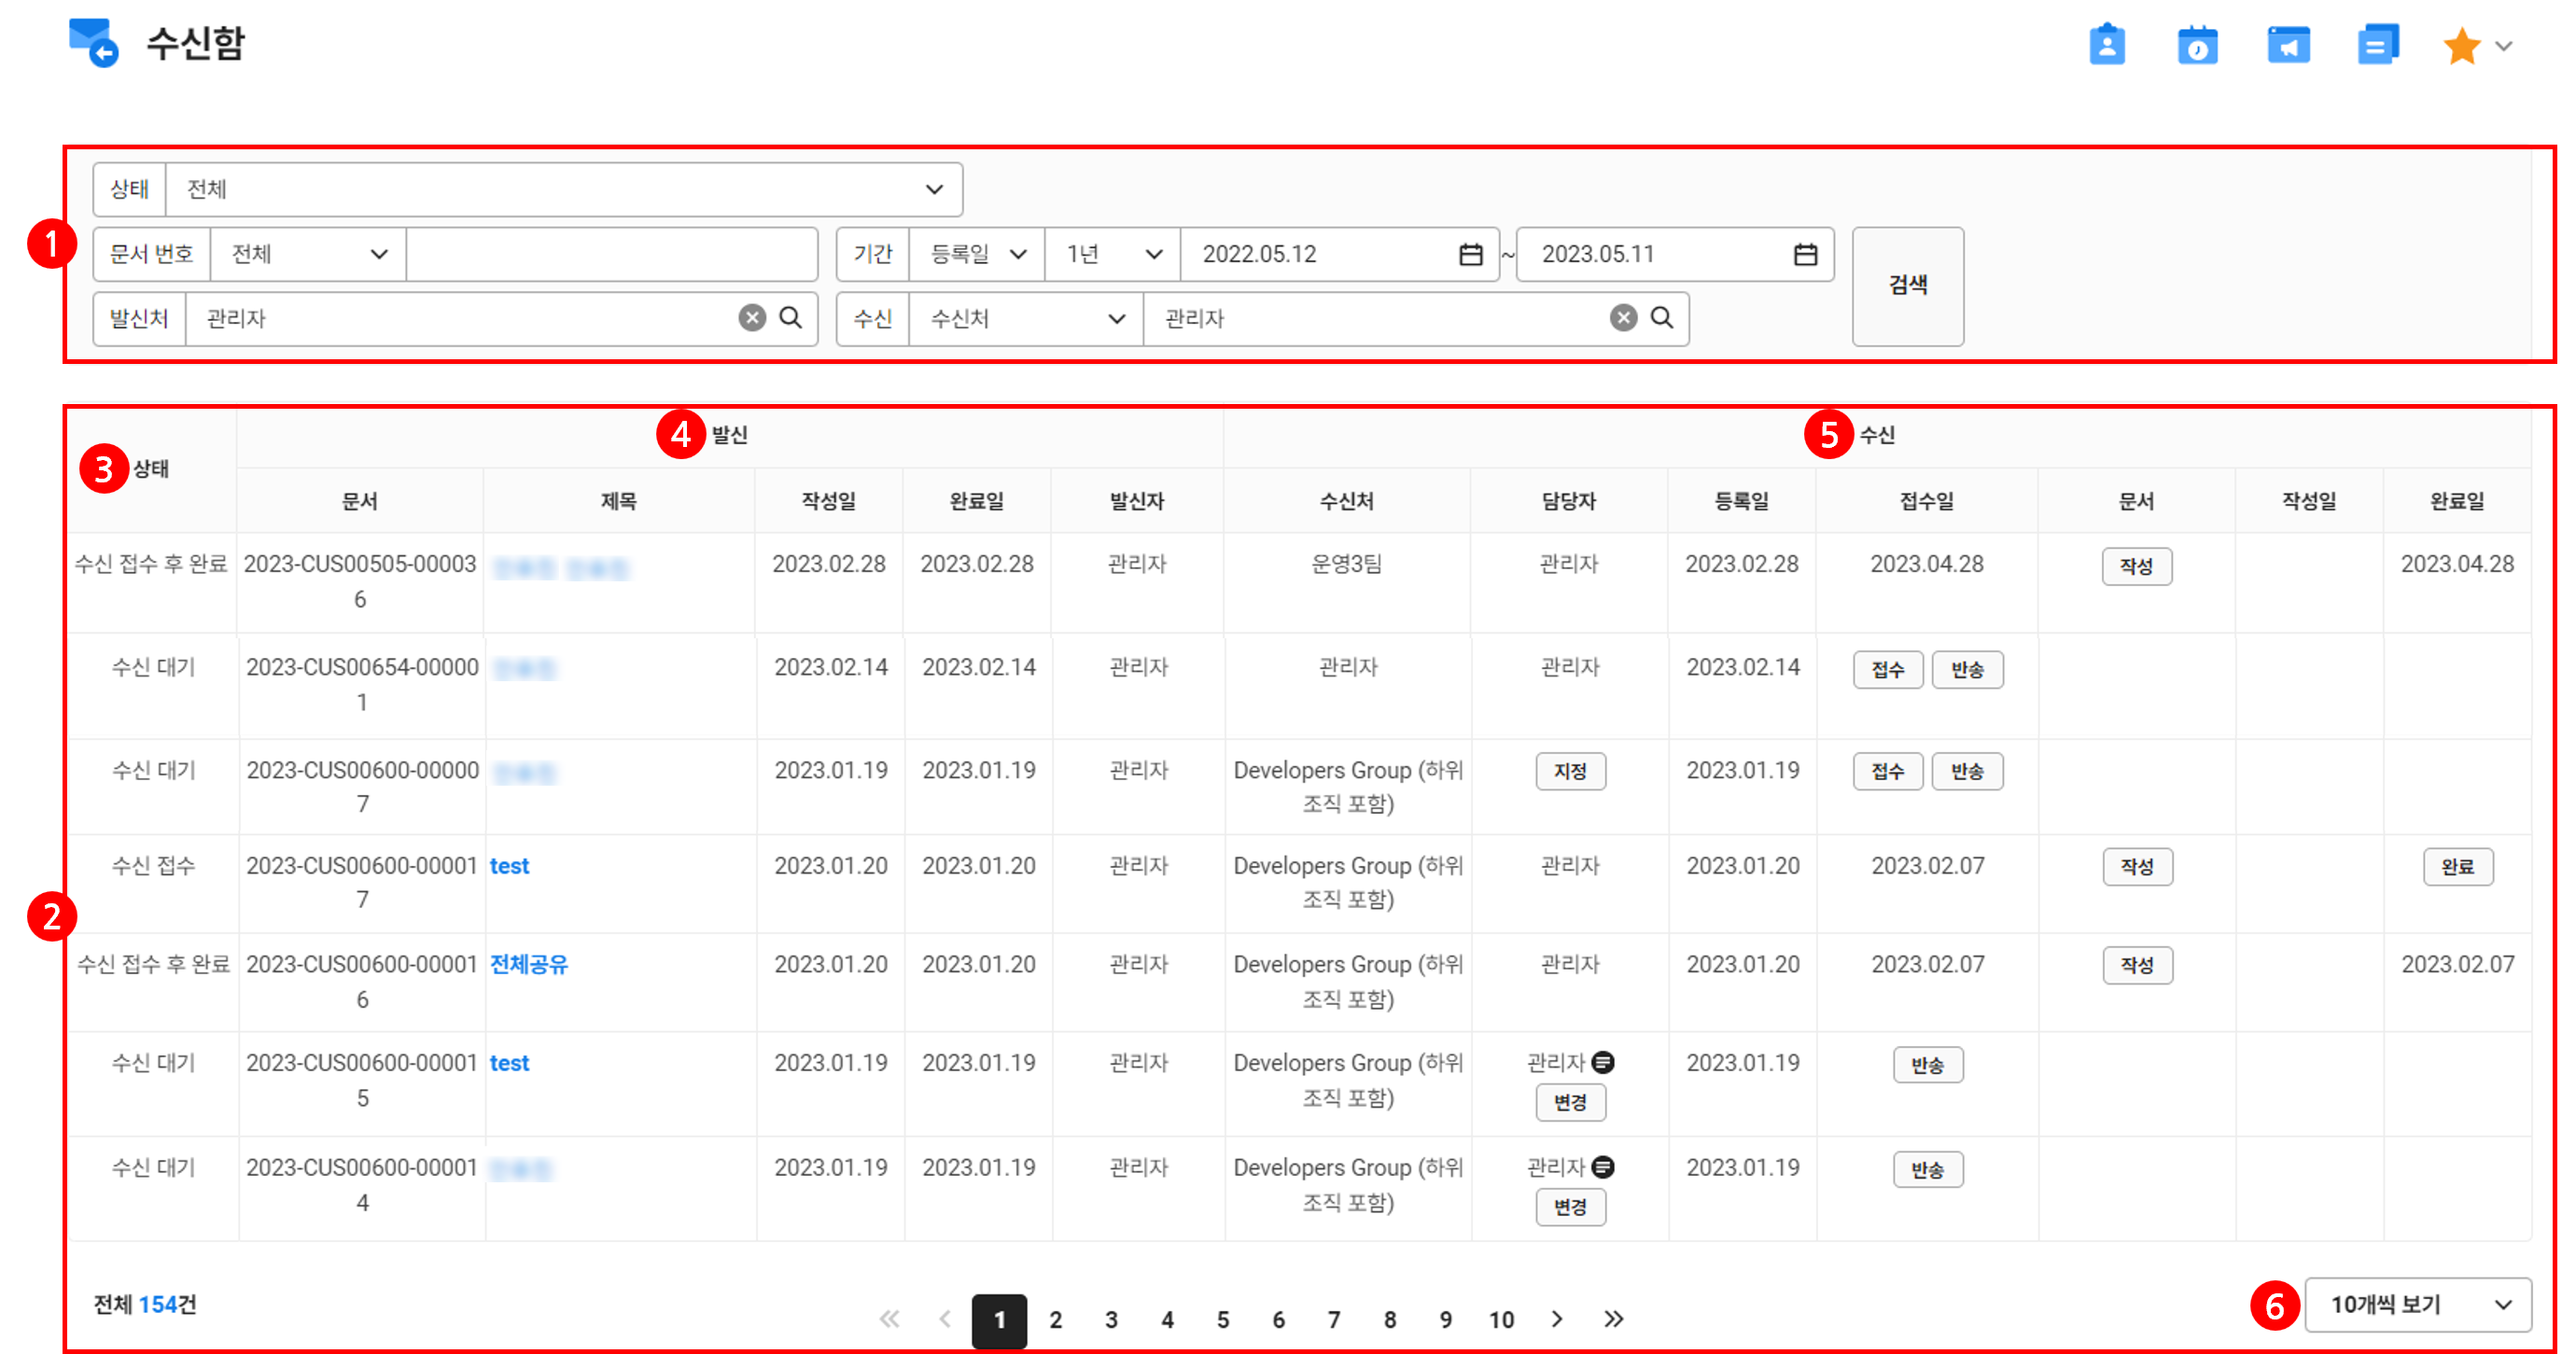 수신함
상태 전체
1
문서 번호 전체 기간 등록일 1년 2022.05.12 ~ 2023.05.11 검색
발신처 관리자 수신 수신처 관리자
3 상태 4 발신 5 수신
문서 제목 작성일 완료일 발신자 수신처 담당자 등록일 접수일 문서 작성일 완료일
수신 접수 후 완료 2023-CUS00505-00003 2023.02.28 2023.02.28 관리자 운영3팀 관리자 2023.02.28 2023.04.28 작성 2023.04.28
6
수신 대기 2023-CUS00654-00000 2023.02.14 2023.02.14 관리자 관리자 관리자 2023.02.14 접수 반송
1
수신 대기 2023-CUS00600-00000 2023.01.19 2023.01.19 관리자 Developers Group (하위 지정 2023.01.19 접수 반송
7 조직 포함)
수신 접수 2023-CUS00600-00001 test 2023.01.20 2023.01.20 관리자 Developers Group (하위 관리자 2023.01.20 2023.02.07 작성 완료
7 조직 포함)
2
수신 접수 후 완료 2023-CUS00600-00001 전체공유 2023.01.20 2023.01.20 관리자 Developers Group (하위 관리자 2023.01.20 2023.02.07 작성 2023.02.07
6 조직 포함)
수신 대기 2023-CUS00600-00001 test 2023.01.19 2023.01.19 관리자 Developers Group (하위 관리자 2023.01.19 반송
5 조직 포함) 변경
수신 대기 2023-CUS00600-00001 2023.01.19 2023.01.19 관리자 Developers Group (하위 관리자 2023.01.19 반송
4 조직 포함) 변경
전체 154건 1 2 3 4 5 6 7 8 9 10 6 10개씩 보기